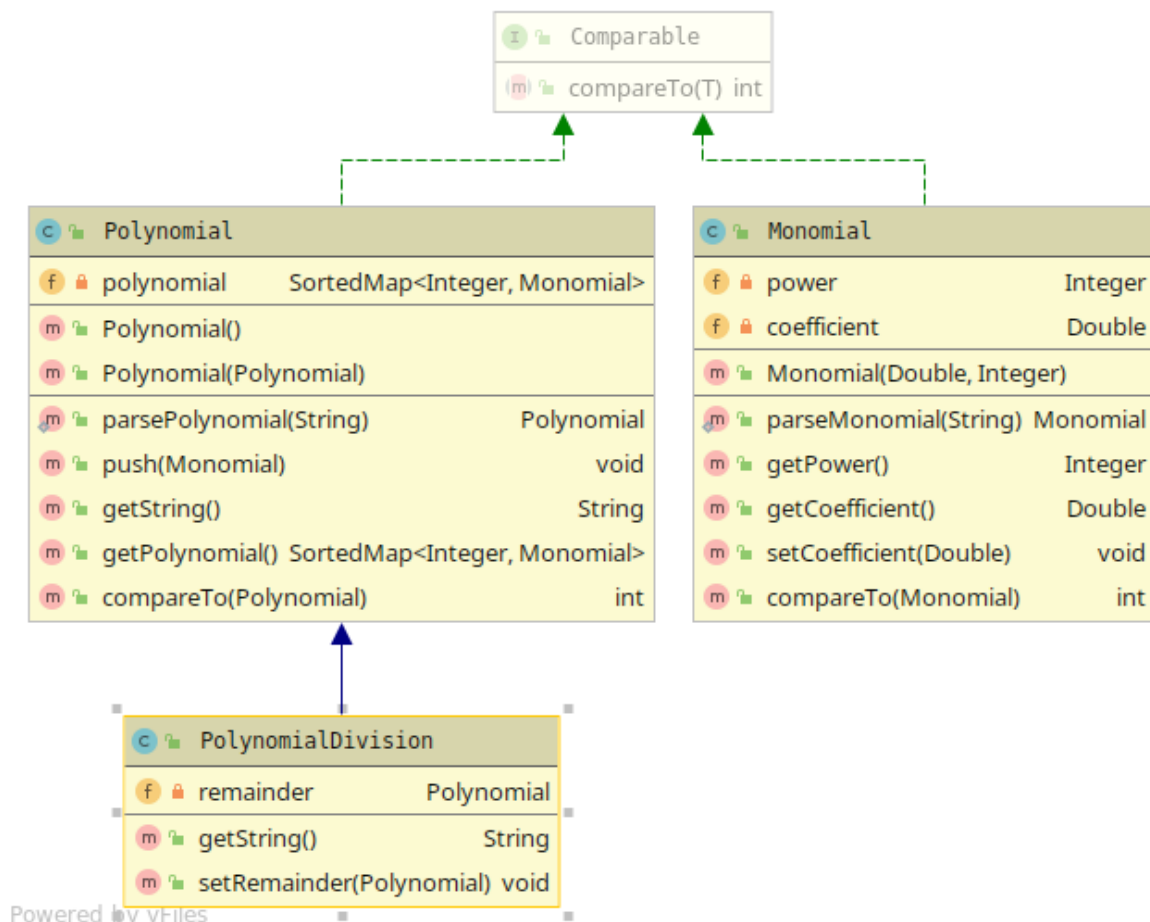 Comparable
compareTo(T) int
Polynomial
polynomial SortedMap<Integer, Monomial>
Polynomial()
Polynomial(Polynomial)
parsePolynomial(String) Polynomial
push(Monomial) void
getString() String
getPolynomial() SortedMap<Integer, Monomial>
compareTo(Polynomial) int
Monomial
power Integer
coefficient Double
Monomial(Double, Integer)
parseMonomial(String) Monomial
getPower() Integer
getCoefficient() Double
setCoefficient(Double) void
compareTo(Monomial) int
PolynomialDivision
remainder Polynomial
getString() String
setRemainder(Polynomial) void
Powered by yFiles